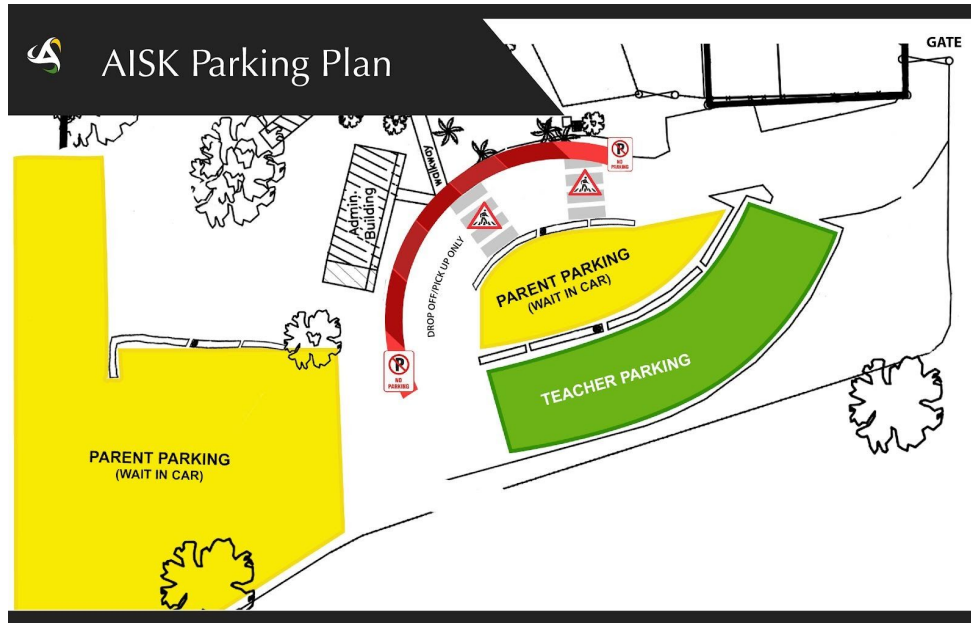 AISK Parking Plan
GATE
walkway
Admin.
Building
P
NO
PARKING
DROP OFF/PICK UP ONLY
PARENT PARKING
(WAIT IN CAR)
P
NO
PARKING
TEACHER PARKING
PARENT PARKING
(WAIT IN CAR)